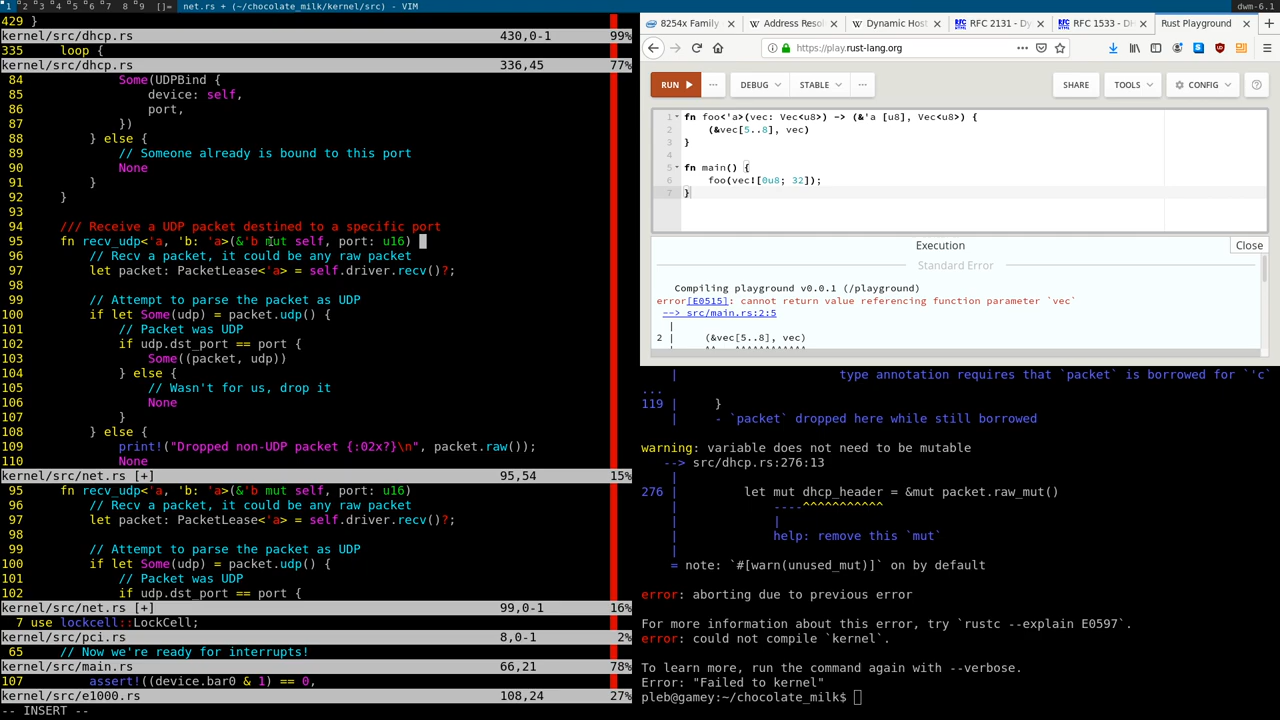 1 2 3 4 5 6 7 8 9 []= net.rs + (~/chocolate_milk/kernel/src) - VIM dwm-6.1
429 }
kernel/src/dhcp.rs 430,0-1 99%
335 loop {
kernel/src/dhcp.rs 336,45 77%
84 Some(UDPBind {
85 device: self,
86 port,
87 })
88 } else {
89 // Someone already is bound to this port
90 None
91 }
92 }
93
94 /// Receive a UDP packet destined to a specific port
95 fn recv_udp<'a, 'b: 'a>(&'b mut self, port: u16)
96 // Recv a packet, it could be any raw packet
97 let packet: PacketLease<'a> = self.driver.recv()?;
98
99 // Attempt to parse the packet as UDP
100 if let Some(udp) = packet.udp() {
101 // Packet was UDP
102 if udp.dst_port == port {
103 Some((packet, udp))
104 } else {
105 // Wasn't for us, drop it
106 None
107 }
108 } else {
109 print!("Dropped non-UDP packet {:02x?}\n", packet.raw());
110 None
kernel/src/net.rs [+] 95,54 15%
95 fn recv_udp<'a, 'b: 'a>(&'b mut self, port: u16)
96 // Recv a packet, it could be any raw packet
97 let packet: PacketLease<'a> = self.driver.recv()?;
98
99 // Attempt to parse the packet as UDP
100 if let Some(udp) = packet.udp() {
101 // Packet was UDP
102 if udp.dst_port == port {
kernel/src/net.rs [+] 99,0-1 16%
7 use lockcell::LockCell;
kernel/src/pci.rs 8,0-1 2%
65 // Now we're ready for interrupts!
kernel/src/main.rs 66,21 78%
107 assert!((device.bar0 & 1) == 0,
kernel/src/e1000.rs 108,24 27%
-- INSERT --
8254x Family Address Reso Dynamic Host RFC 2131 - Dy RFC 1533 - DH Rust Playground
https://play.rust-lang.org
RUN ... DEBUG STABLE ... SHARE TOOLS CONFIG
1 fn foo<'a>(vec: Vec<u8>) -> (&'a [u8], Vec<u8>) {
2 (&vec[5..8], vec)
3 }
4
5 fn main() {
6 foo(vec![0u8; 32]);
7 }
Execution Close
Standard Error
Compiling playground v0.0.1 (/playground)
error[E0515]: cannot return value referencing function parameter `vec`
--> src/main.rs:2:5
|
2 | (&vec[5..8], vec)
| ^^ ^^^^^^^^^^^^
| type annotation requires that `packet` is borrowed for `'c`
...
119 | }
| - `packet` dropped here while still borrowed
warning: variable does not need to be mutable
--> src/dhcp.rs:276:13
|
276 | let mut dhcp_header = &mut packet.raw_mut()
| ----^^^^^^^^^^^
| |
| help: remove this `mut`
|
= note: `#[warn(unused_mut)]` on by default
error: aborting due to previous error
For more information about this error, try `rustc --explain E0597`.
error: could not compile `kernel`.
To learn more, run the command again with --verbose.
Error: "Failed to kernel"
pleb@gamey:~/chocolate_milk$